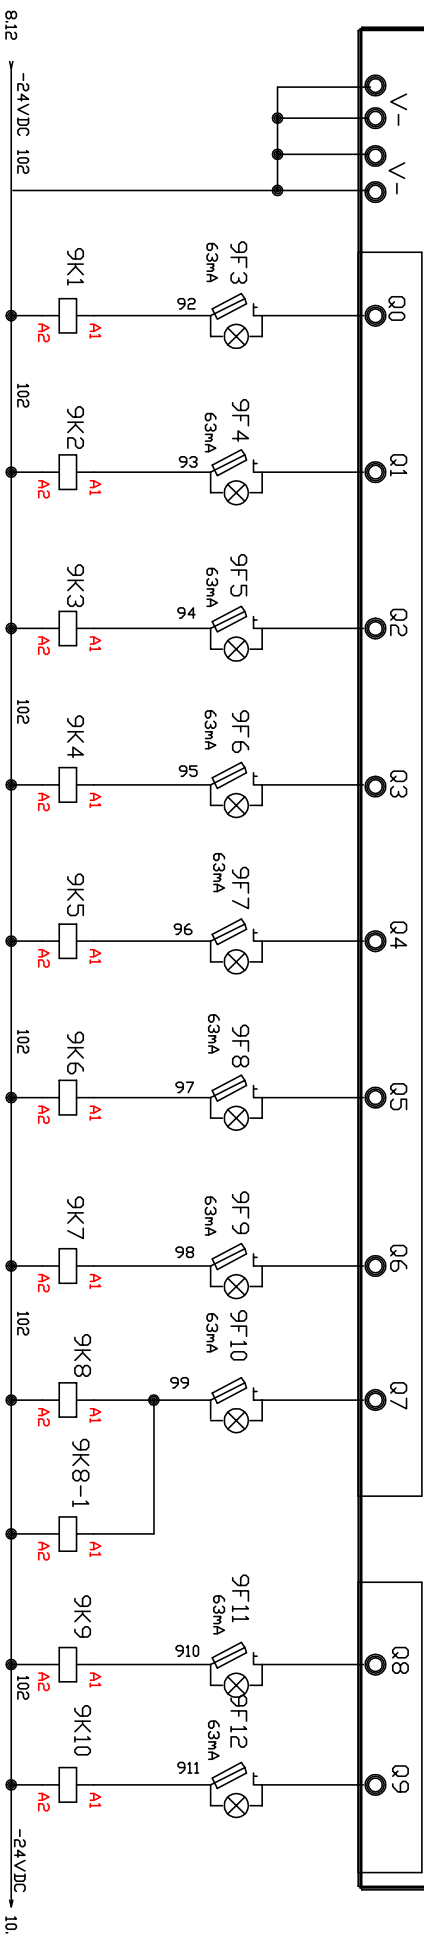 8.12
-24VDC 102
V-
V-
9K1
A2
A1
92
9F3
63mA
Q0
102
9K2
A2
A1
93
9F4
63mA
Q1
9K3
A2
A1
94
9F5
63mA
Q2
102
9K4
A2
A1
95
9F6
63mA
Q3
9K5
A2
A1
96
9F7
63mA
Q4
102
9K6
A2
A1
97
9F8
63mA
Q5
9K7
A2
A1
98
9F9
63mA
Q6
102
9K8
A2
A1
99
9F10
63mA
Q7
9K8-1
A2
A1
9K9
A2
A1
910
9F11
63mA
Q8
102
9K10
A2
A1
911
9F12
63mA
Q9
-24VDC
10.